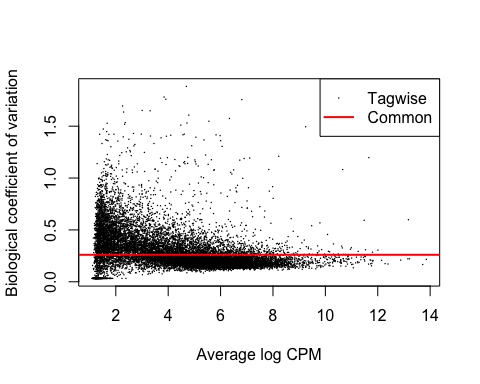 Tagwise
Common
Biological coefficient of variation
1.5
1.0
0.5
0.0
2 4 6 8 10 12 14
Average log CPM